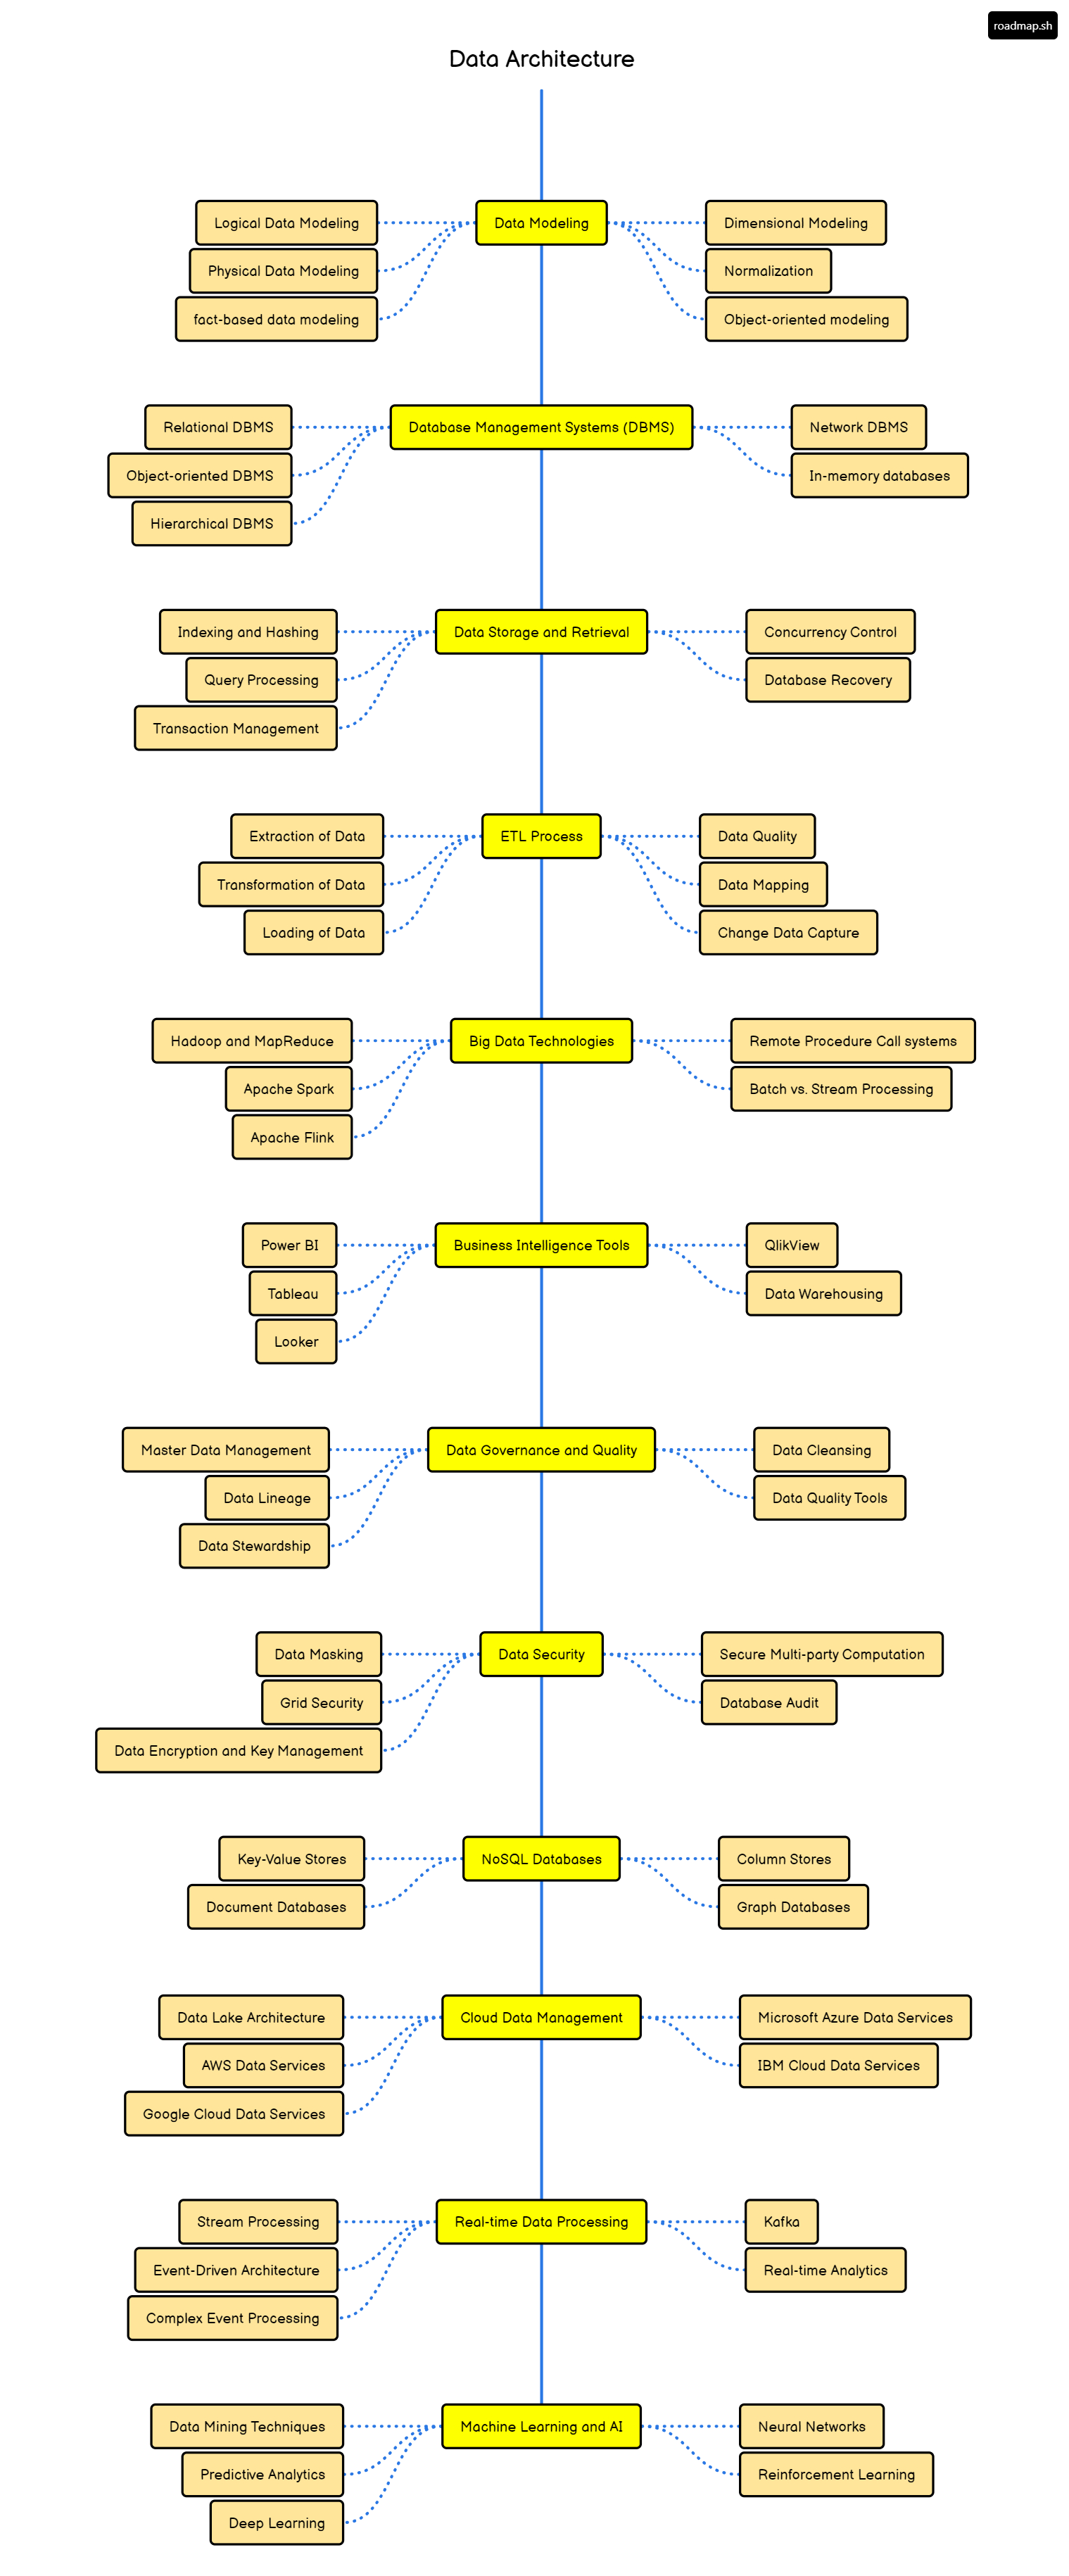 roadmap.sh
Data Architecture
Logical Data Modeling
Physical Data Modeling
fact-based data modeling
Data Modeling
Dimensional Modeling
Normalization
Object-oriented modeling
Relational DBMS
Object-oriented DBMS
Hierarchical DBMS
Database Management Systems (DBMS)
Network DBMS
In-memory databases
Indexing and Hashing
Query Processing
Transaction Management
Data Storage and Retrieval
Concurrency Control
Database Recovery
Extraction of Data
Transformation of Data
Loading of Data
ETL Process
Data Quality
Data Mapping
Change Data Capture
Hadoop and MapReduce
Apache Spark
Apache Flink
Big Data Technologies
Remote Procedure Call systems
Batch vs. Stream Processing
Power BI
Tableau
Looker
Business Intelligence Tools
QlikView
Data Warehousing
Master Data Management
Data Lineage
Data Stewardship
Data Governance and Quality
Data Cleansing
Data Quality Tools
Data Masking
Grid Security
Data Encryption and Key Management
Data Security
Secure Multi-party Computation
Database Audit
Key-Value Stores
Document Databases
NoSQL Databases
Column Stores
Graph Databases
Data Lake Architecture
AWS Data Services
Google Cloud Data Services
Cloud Data Management
Microsoft Azure Data Services
IBM Cloud Data Services
Stream Processing
Event-Driven Architecture
Complex Event Processing
Real-time Data Processing
Kafka
Real-time Analytics
Data Mining Techniques
Predictive Analytics
Deep Learning
Machine Learning and AI
Neural Networks
Reinforcement Learning